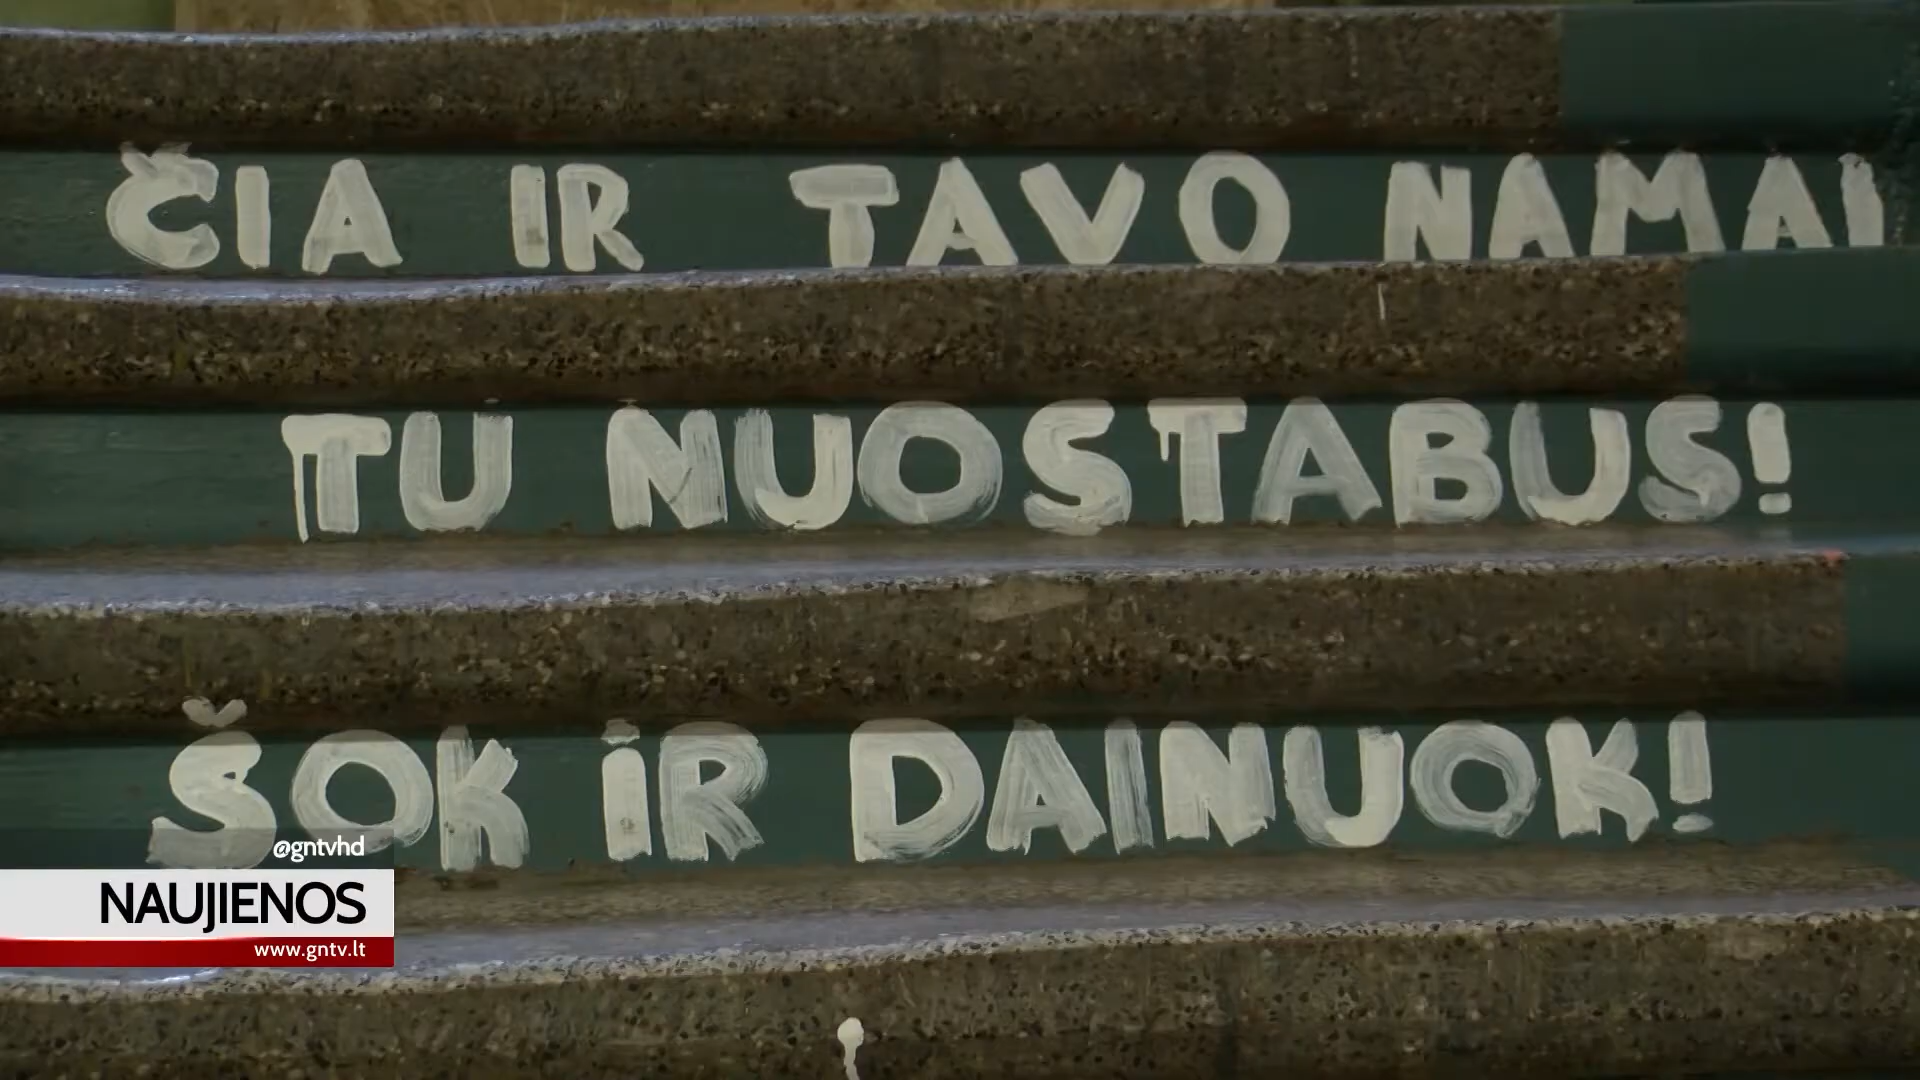 ČIA IR TAVO NAMAI
TU NUOSTABUS!
ŠOK iR DAINUOK!
@gntvhd
NAUJIENOS
www.gntv.lt